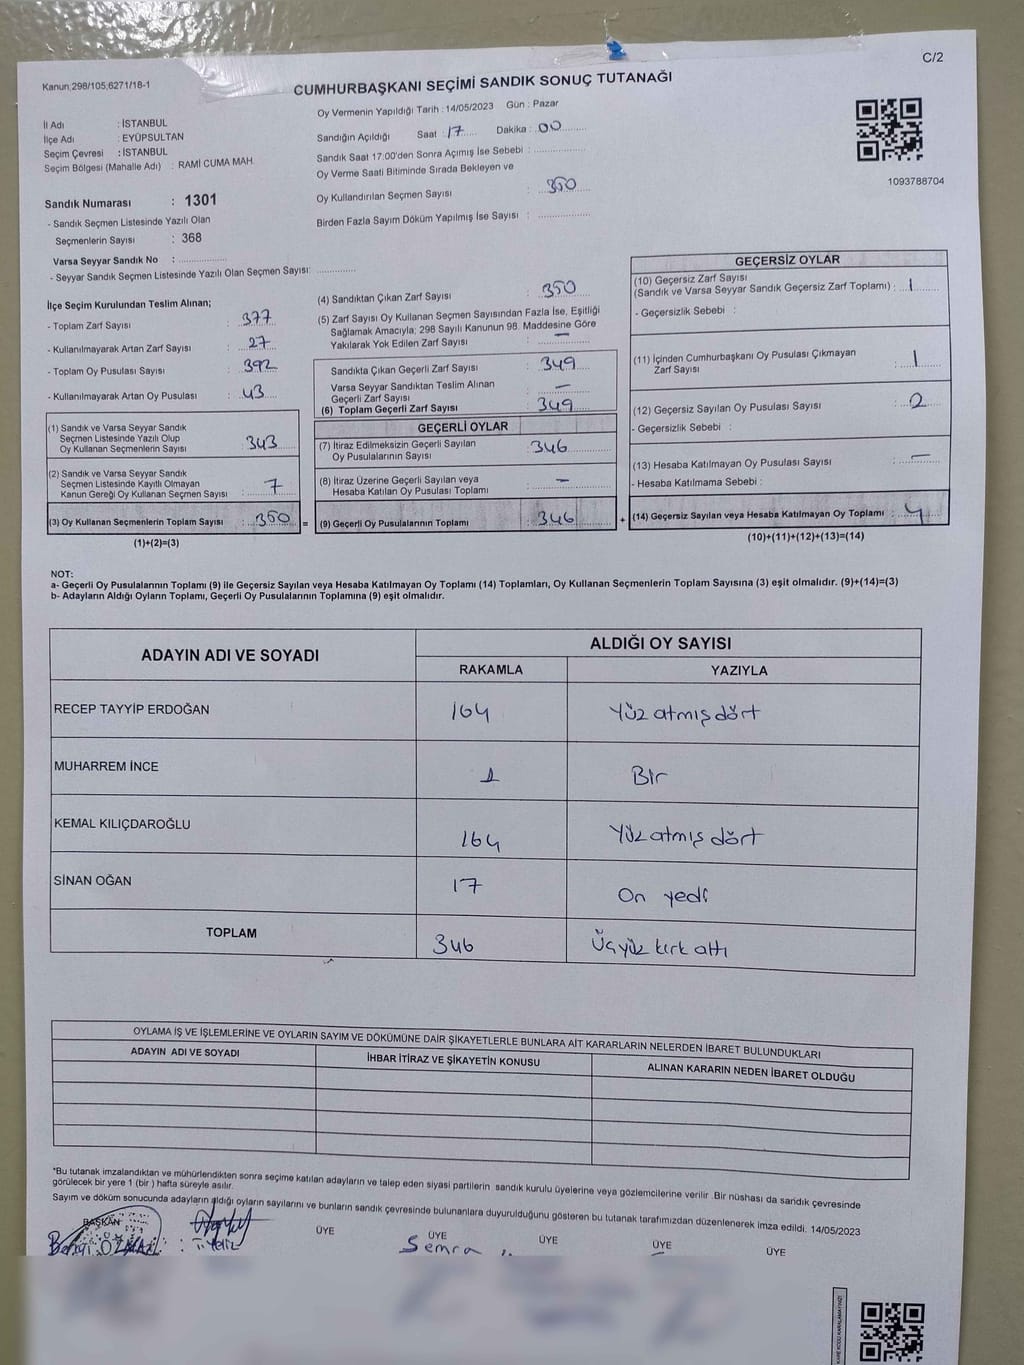 C/2
Kanun;298/105,6271/18-1
CUMHURBAŞKANI SEÇİMİ SANDIK SONUÇ TUTANAĞI
Oy Vermenin Yapıldığı Tarih : 14/05/2023 Gün : Pazar
İl Adı : İSTANBUL
İlçe Adı : EYÜPSULTAN
Seçim Çevresi : İSTANBUL
Seçim Bölgesi (Mahalle Adı) : RAMİ CUMA MAH.
Sandığın Açıldığı Saat :17 Dakika :00
Sandık Saat 17:00'den Sonra Açımış İse Sebebi :
Oy Verme Saati Bitiminde Sırada Bekleyen ve
Oy Kullandırılan Seçmen Sayısı : 350
Birden Fazla Sayım Döküm Yapılmış İse Sayısı :
1093788704
Sandık Numarası : 1301
- Sandık Seçmen Listesinde Yazılı Olan
Seçmenlerin Sayısı : 368
Varsa Seyyar Sandık No :
- Seyyar Sandık Seçmen Listesinde Yazılı Olan Seçmen Sayısı:
İlçe Seçim Kurulundan Teslim Alınan;
- Toplam Zarf Sayısı : 377
- Kullanılmayarak Artan Zarf Sayısı : 27
- Toplam Oy Pusulası Sayısı : 392
- Kullanılmayarak Artan Oy Pusulası : 43
(1) Sandık ve Varsa Seyyar Sandık
Seçmen Listesinde Yazılı Olup
Oy Kullanan Seçmenlerin Sayısı : 343
(2) Sandık ve Varsa Seyyar Sandık
Seçmen Listesinde Kayıtlı Olmayan
Kanun Gereği Oy Kullanan Seçmen Sayısı : 7
(3) Oy Kullanan Seçmenlerin Toplam Sayısı : 350 =
(1)+(2)=(3)
(4) Sandıktan Çıkan Zarf Sayısı : 350
(5) Zarf Sayısı Oy Kullanan Seçmen Sayısından Fazla İse, Eşitliği
Sağlamak Amacıyla; 298 Sayılı Kanunun 98. Maddesine Göre
Yakılarak Yok Edilen Zarf Sayısı : —
Sandıkta Çıkan Geçerli Zarf Sayısı : 349
Varsa Seyyar Sandıktan Teslim Alınan
Geçerli Zarf Sayısı : —
(6) Toplam Geçerli Zarf Sayısı : 349
GEÇERLİ OYLAR
(7) İtiraz Edilmeksizin Geçerli Sayılan
Oy Pusulalarının Sayısı : 346
(8) İtiraz Üzerine Geçerli Sayılan veya
Hesaba Katılan Oy Pusulası Toplamı : —
(9) Geçerli Oy Pusulalarının Toplamı : 346 +
GEÇERSİZ OYLAR
(10) Geçersiz Zarf Sayısı
(Sandık ve Varsa Seyyar Sandık Geçersiz Zarf Toplamı) : 1
- Geçersizlik Sebebi :
(11) İçinden Cumhurbaşkanı Oy Pusulası Çıkmayan
Zarf Sayısı : 1
(12) Geçersiz Sayılan Oy Pusulası Sayısı : 2
- Geçersizlik Sebebi :
(13) Hesaba Katılmayan Oy Pusulası Sayısı : —
- Hesaba Katılmama Sebebi :
(14) Geçersiz Sayılan veya Hesaba Katılmayan Oy Toplamı : 4
(10)+(11)+(12)+(13)=(14)
NOT:
a- Geçerli Oy Pusulalarının Toplamı (9) ile Geçersiz Sayılan veya Hesaba Katılmayan Oy Toplamı (14) Toplamları, Oy Kullanan Seçmenlerin Toplam Sayısına (3) eşit olmalıdır. (9)+(14)=(3)
b- Adayların Aldığı Oyların Toplamı, Geçerli Oy Pusulalarının Toplamına (9) eşit olmalıdır.
ADAYIN ADI VE SOYADI ALDIĞI OY SAYISI
RAKAMLA YAZIYLA
RECEP TAYYİP ERDOĞAN 164 Yüz atmış dört
MUHARREM İNCE 1 Bir
KEMAL KILIÇDAROĞLU 164 Yüz atmış dört
SİNAN OĞAN 17 On yedi
TOPLAM 346 Üçyüz kırk altı
OYLAMA İŞ VE İŞLEMLERİNE VE OYLARIN SAYIM VE DÖKÜMÜNE DAİR ŞİKAYETLERLE BUNLARA AİT KARARLARIN NELERDEN İBARET BULUNDUKLARI
ADAYIN ADI VE SOYADI İHBAR İTİRAZ VE ŞİKAYETİN KONUSU ALINAN KARARIN NEDEN İBARET OLDUĞU
*Bu tutanak imzalandıktan ve mühürlendikten sonra seçime katılan adayların ve talep eden siyasi partilerin sandık kurulu üyelerine veya gözlemcilerine verilir .Bir nüshası da sandık çevresinde
görülecek bir yere 1 (bir ) hafta süreyle asılır.
Sayım ve döküm sonucunda adayların aldığı oyların sayılarını ve bunların sandık çevresinde bulunanlara duyurulduğunu gösteren bu tutanak tarafımızdan düzenlenerek imza edildi. 14/05/2023
BAŞKAN ÜYE ÜYE ÜYE ÜYE ÜYE
Semra